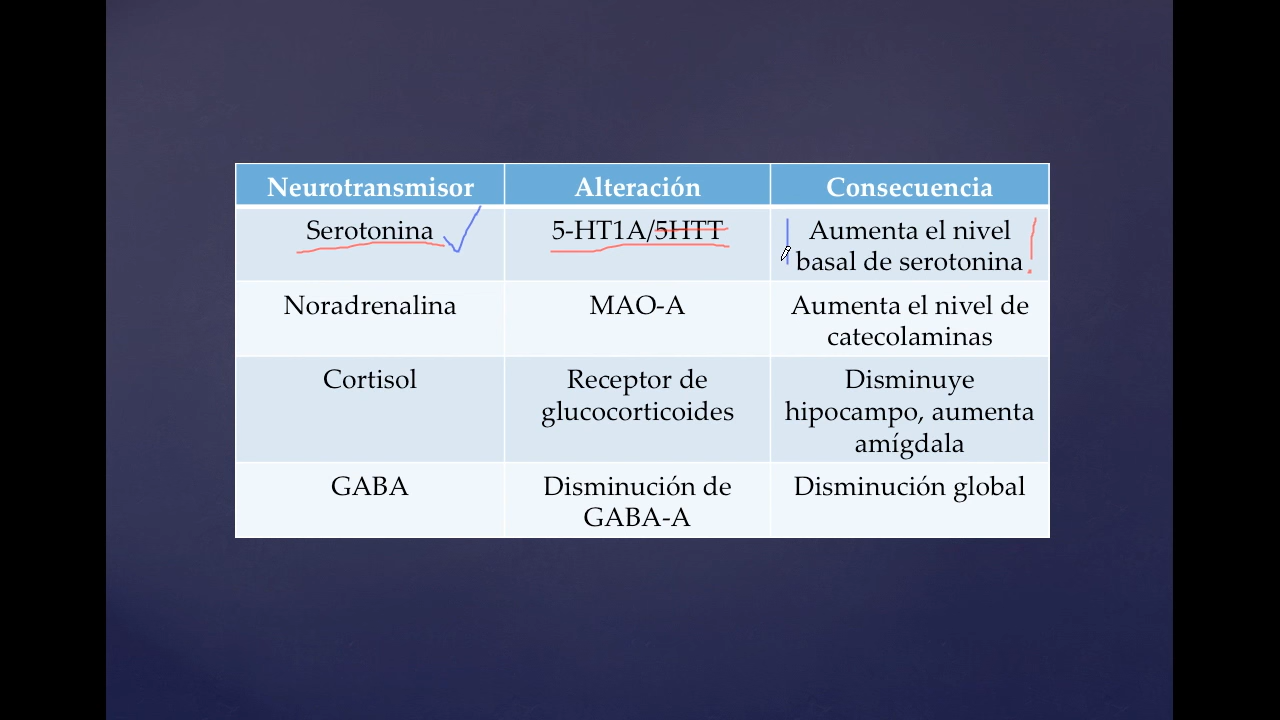 Neurotransmisor Alteración Consecuencia
Serotonina 5-HT1A/5HTT Aumenta el nivel
basal de serotonina
Noradrenalina MAO-A Aumenta el nivel de
catecolaminas
Cortisol Receptor de Disminuye
glucocorticoides hipocampo, aumenta
amígdala
GABA Disminución de Disminución global
GABA-A